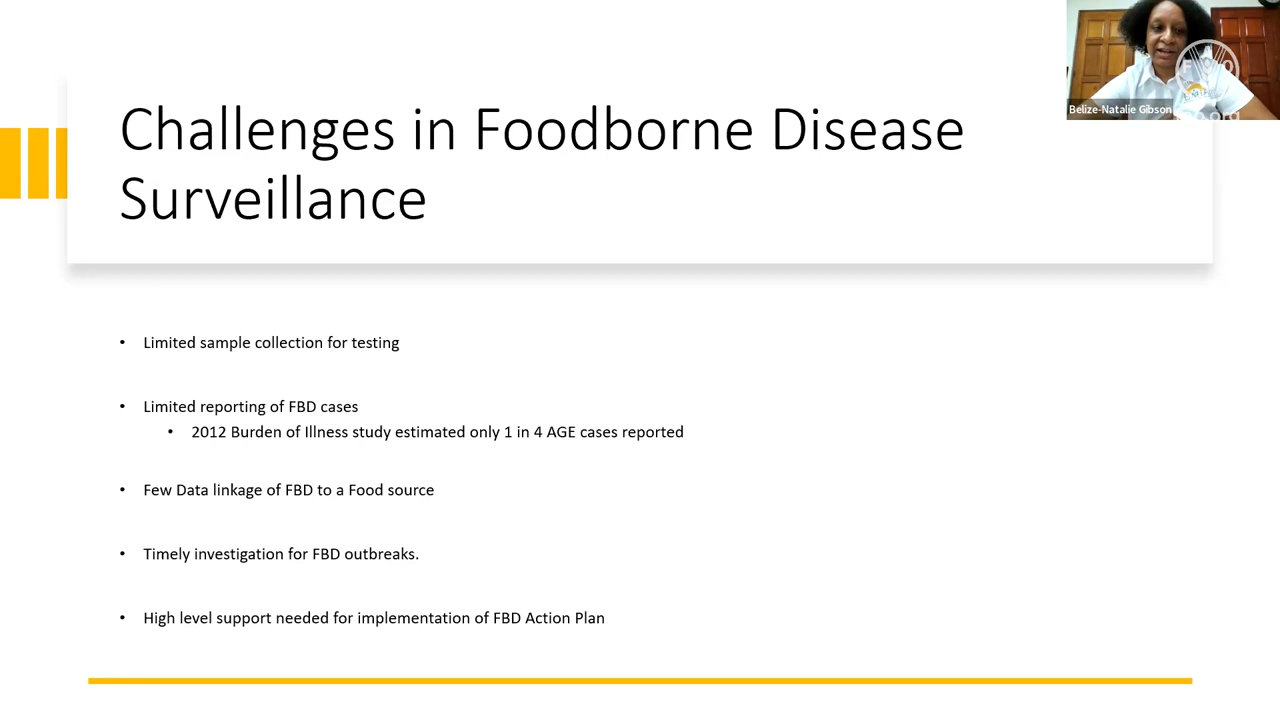 Challenges in Foodborne Disease
Surveillance
Belize-Natalie Gibson
• Limited sample collection for testing
• Limited reporting of FBD cases
• 2012 Burden of Illness study estimated only 1 in 4 AGE cases reported
• Few Data linkage of FBD to a Food source
• Timely investigation for FBD outbreaks.
• High level support needed for implementation of FBD Action Plan